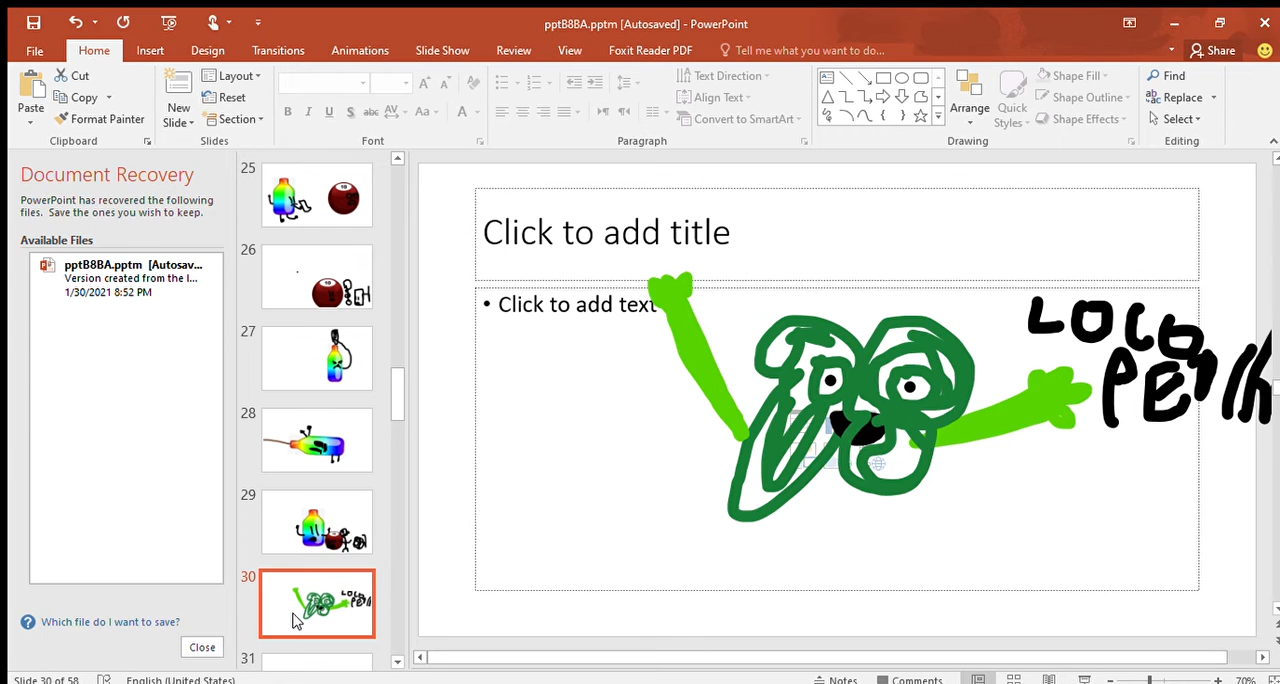 pptB8BA.pptm [Autosaved] - PowerPoint
File Home Insert Design Transitions Animations Slide Show Review View Foxit Reader PDF Tell me what you want to do... Share
Paste Cut Copy Format Painter
Clipboard
New Slide Layout Reset Section
Slides
B I U S abc AV Aa A
Font
Text Direction Align Text Convert to SmartArt
Paragraph
Arrange Quick Styles Shape Fill Shape Outline Shape Effects
Drawing
Find Replace Select
Editing
Document Recovery
PowerPoint has recovered the following
files. Save the ones you wish to keep.
Available Files
pptB8BA.pptm [Autosav...
Version created from the l...
1/30/2021 8:52 PM
Which file do I want to save?
Close
25
26
27
28
29
30
31
Click to add title
• Click to add text
LOCO
Slide 30 of 58 English (United States) Notes Comments 70%